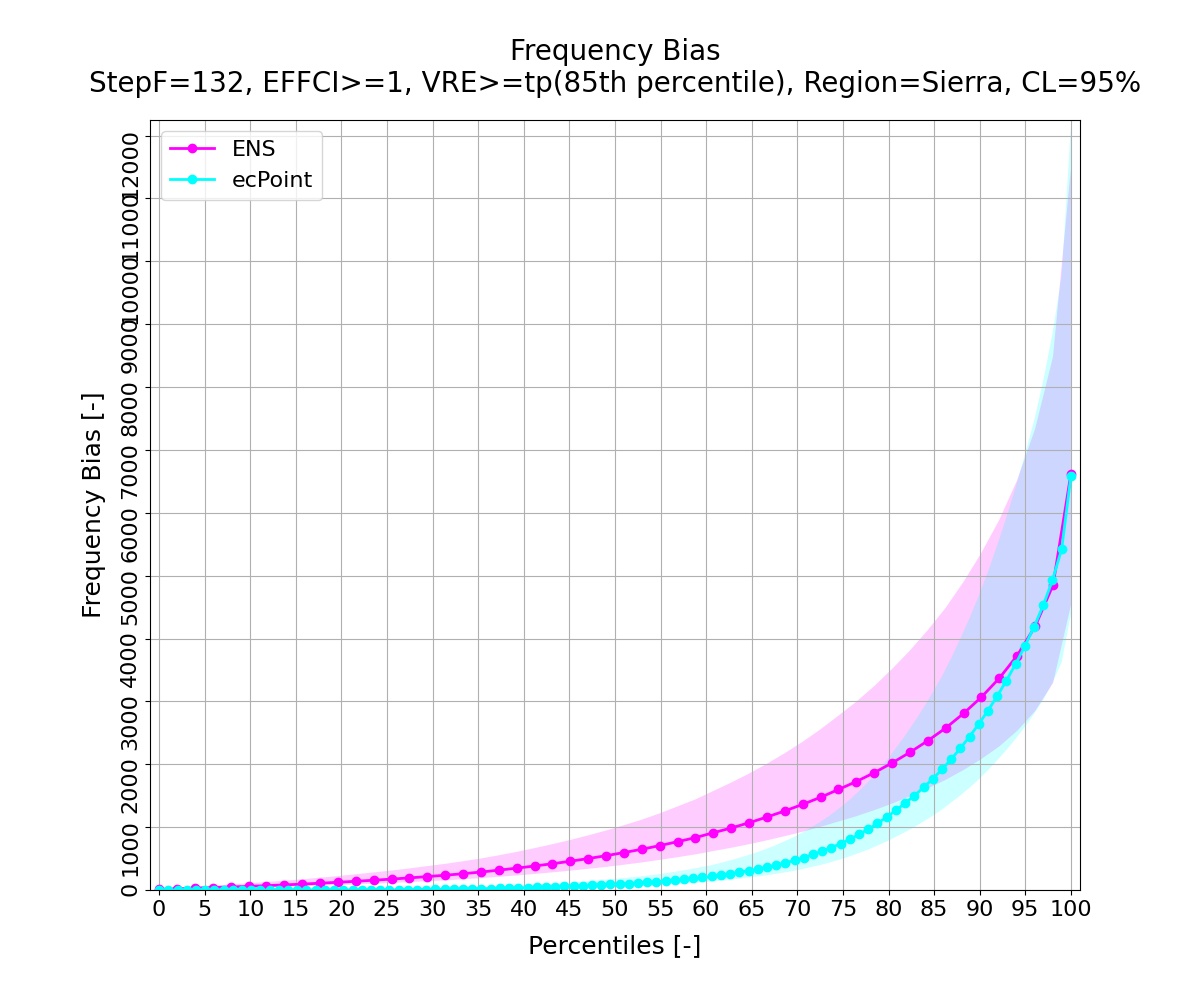 Frequency Bias
StepF=132, EFFCI>=1, VRE>=tp(85th percentile), Region=Sierra, CL=95%
ENS
ecPoint
Frequency Bias [-]
12000
11000
10000
9000
8000
7000
6000
5000
4000
3000
2000
1000
0
0 5 10 15 20 25 30 35 40 45 50 55 60 65 70 75 80 85 90 95 100
Percentiles [-]